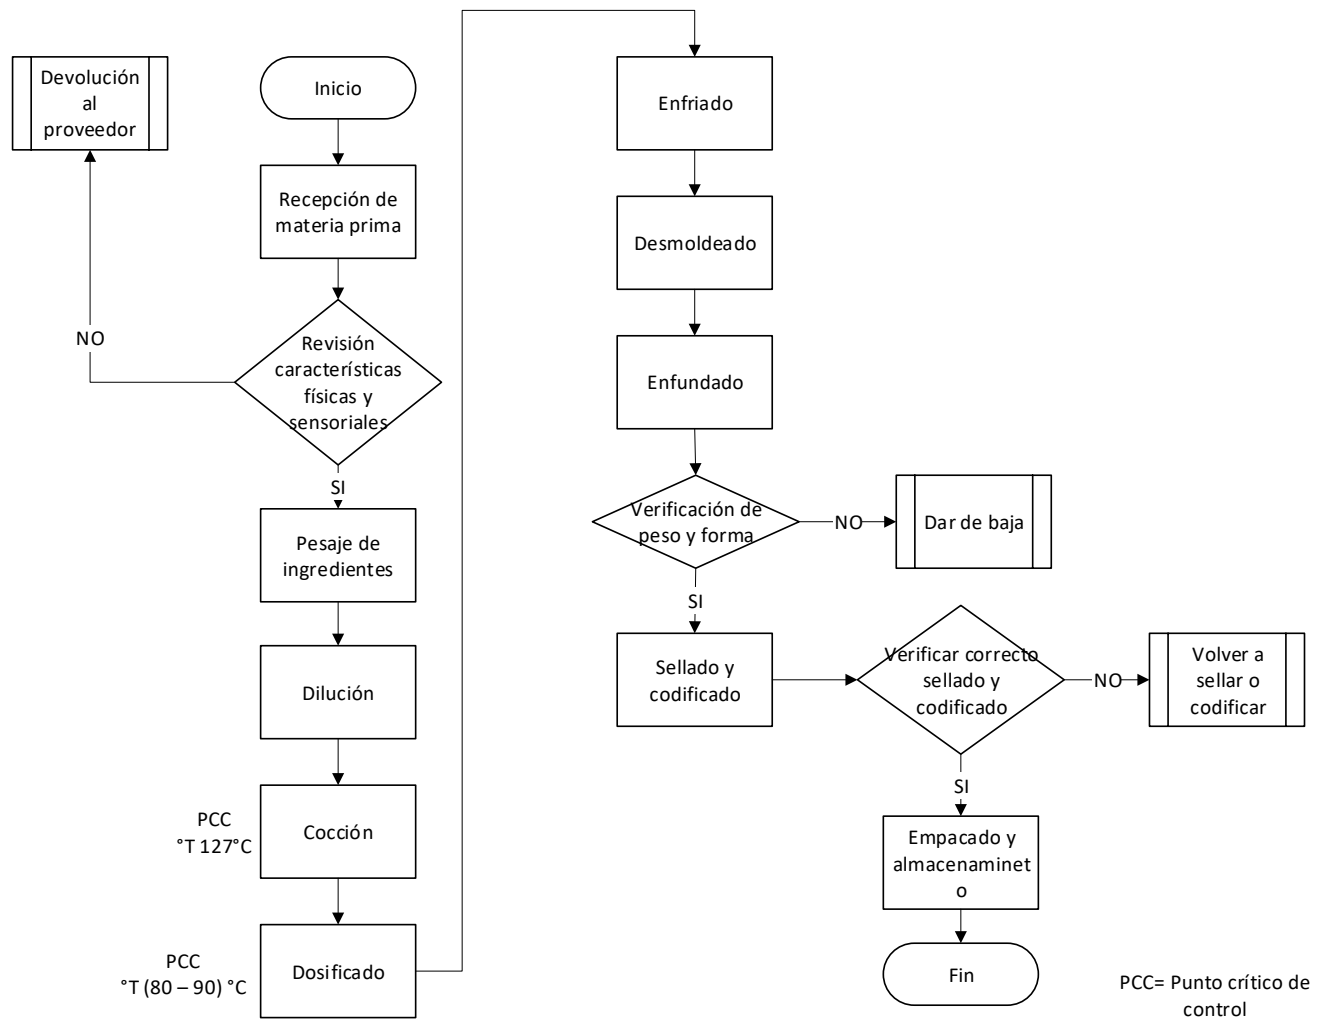 Inicio
Recepción de
materia prima
Revisión
características
físicas y
sensoriales
NO
Devolución
al
proveedor
SI
Pesaje de
ingredientes
Dilución
PCC
°T 127°C
Cocción
PCC
°T (80 – 90) °C
Dosificado
Enfriado
Desmoldeado
Enfundado
Verificación de
peso y forma
NO
Dar de baja
SI
Sellado y
codificado
Verificar correcto
sellado y
codificado
NO
Volver a
sellar o
codificar
SI
Empacado y
almacenaminet
o
Fin
PCC= Punto crítico de
control